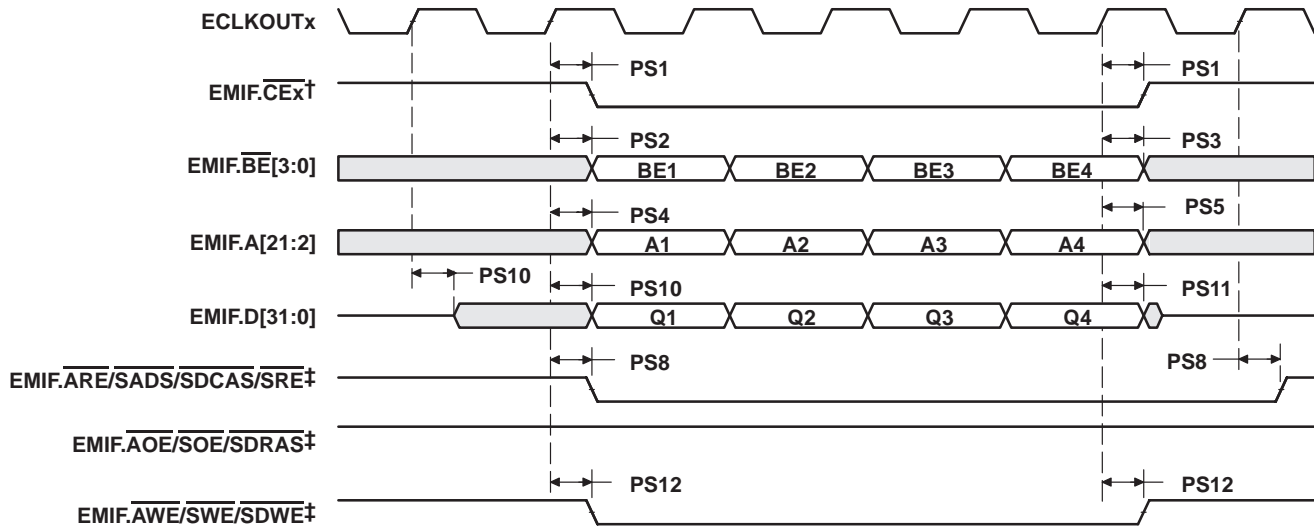 ECLKOUTx
PS1 PS1
EMIF.CEx†
PS2 PS3
EMIF.BE[3:0] BE1 BE2 BE3 BE4
PS4 PS5
EMIF.A[21:2] A1 A2 A3 A4
PS10 PS10 PS11
EMIF.D[31:0] Q1 Q2 Q3 Q4
PS8 PS8
EMIF.ARE/SADS/SDCAS/SRE‡
EMIF.AOE/SOE/SDRAS‡
PS12 PS12
EMIF.AWE/SWE/SDWE‡